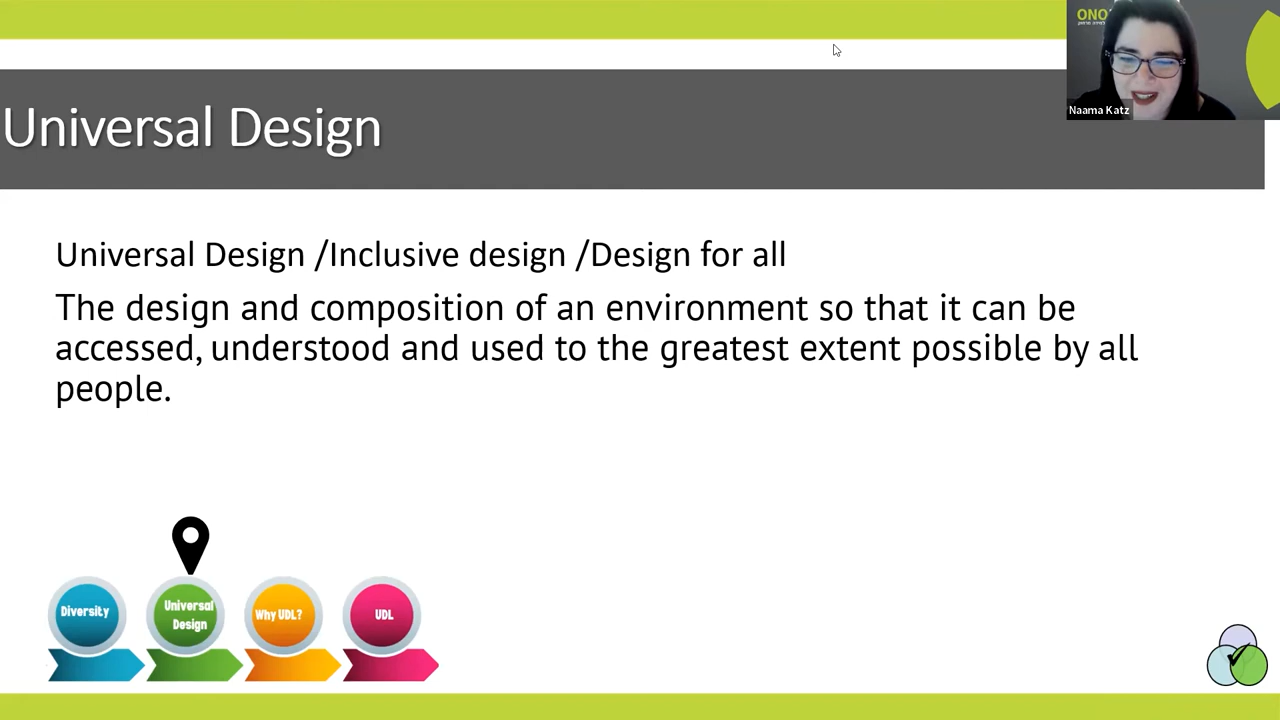 ONO
Naama Katz
Universal Design
Universal Design /Inclusive design /Design for all
The design and composition of an environment so that it can be
accessed, understood and used to the greatest extent possible by all
people.
Diversity
Universal
Design
Why UDL?
UDL